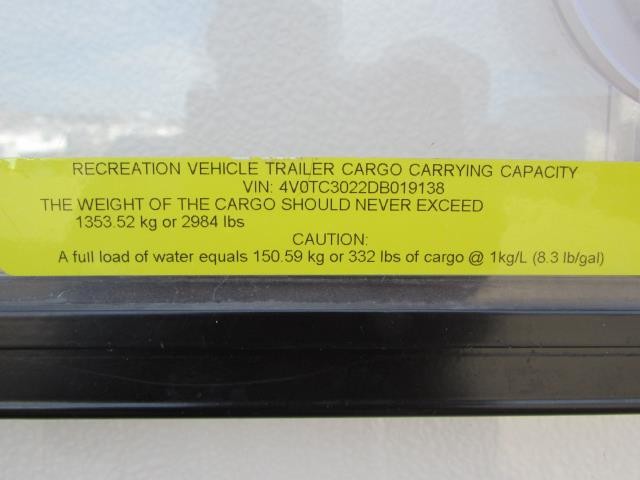 RECREATION VEHICLE TRAILER CARGO CARRYING CAPACITY
VIN: 4V0TC3022DB019138
THE WEIGHT OF THE CARGO SHOULD NEVER EXCEED
1353.52 kg or 2984 lbs
CAUTION:
A full load of water equals 150.59 kg or 332 lbs of cargo @ 1kg/L (8.3 lb/gal)